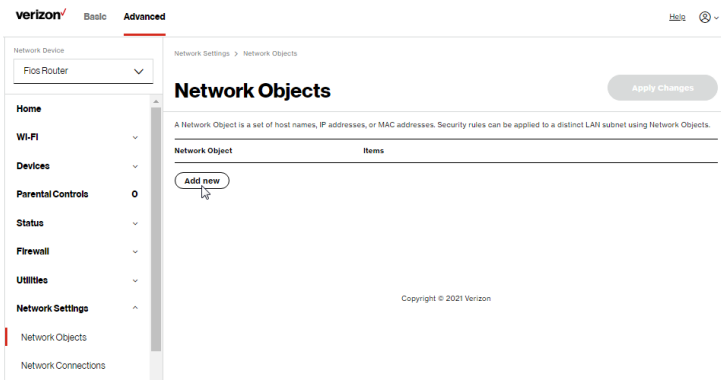 verizon✓ Basic Advanced Help
Network Device
Fios Router
Home
Wi-Fi
Devices
Parental Controls 0
Status
Firewall
Utilities
Network Settings
Network Objects
Network Connections
Network Settings > Network Objects
Network Objects
Apply Changes
A Network Object is a set of host names, IP addresses, or MAC addresses. Security rules can be applied to a distinct LAN subnet using Network Objects.
Network Object Items
Add new
Copyright © 2021 Verizon